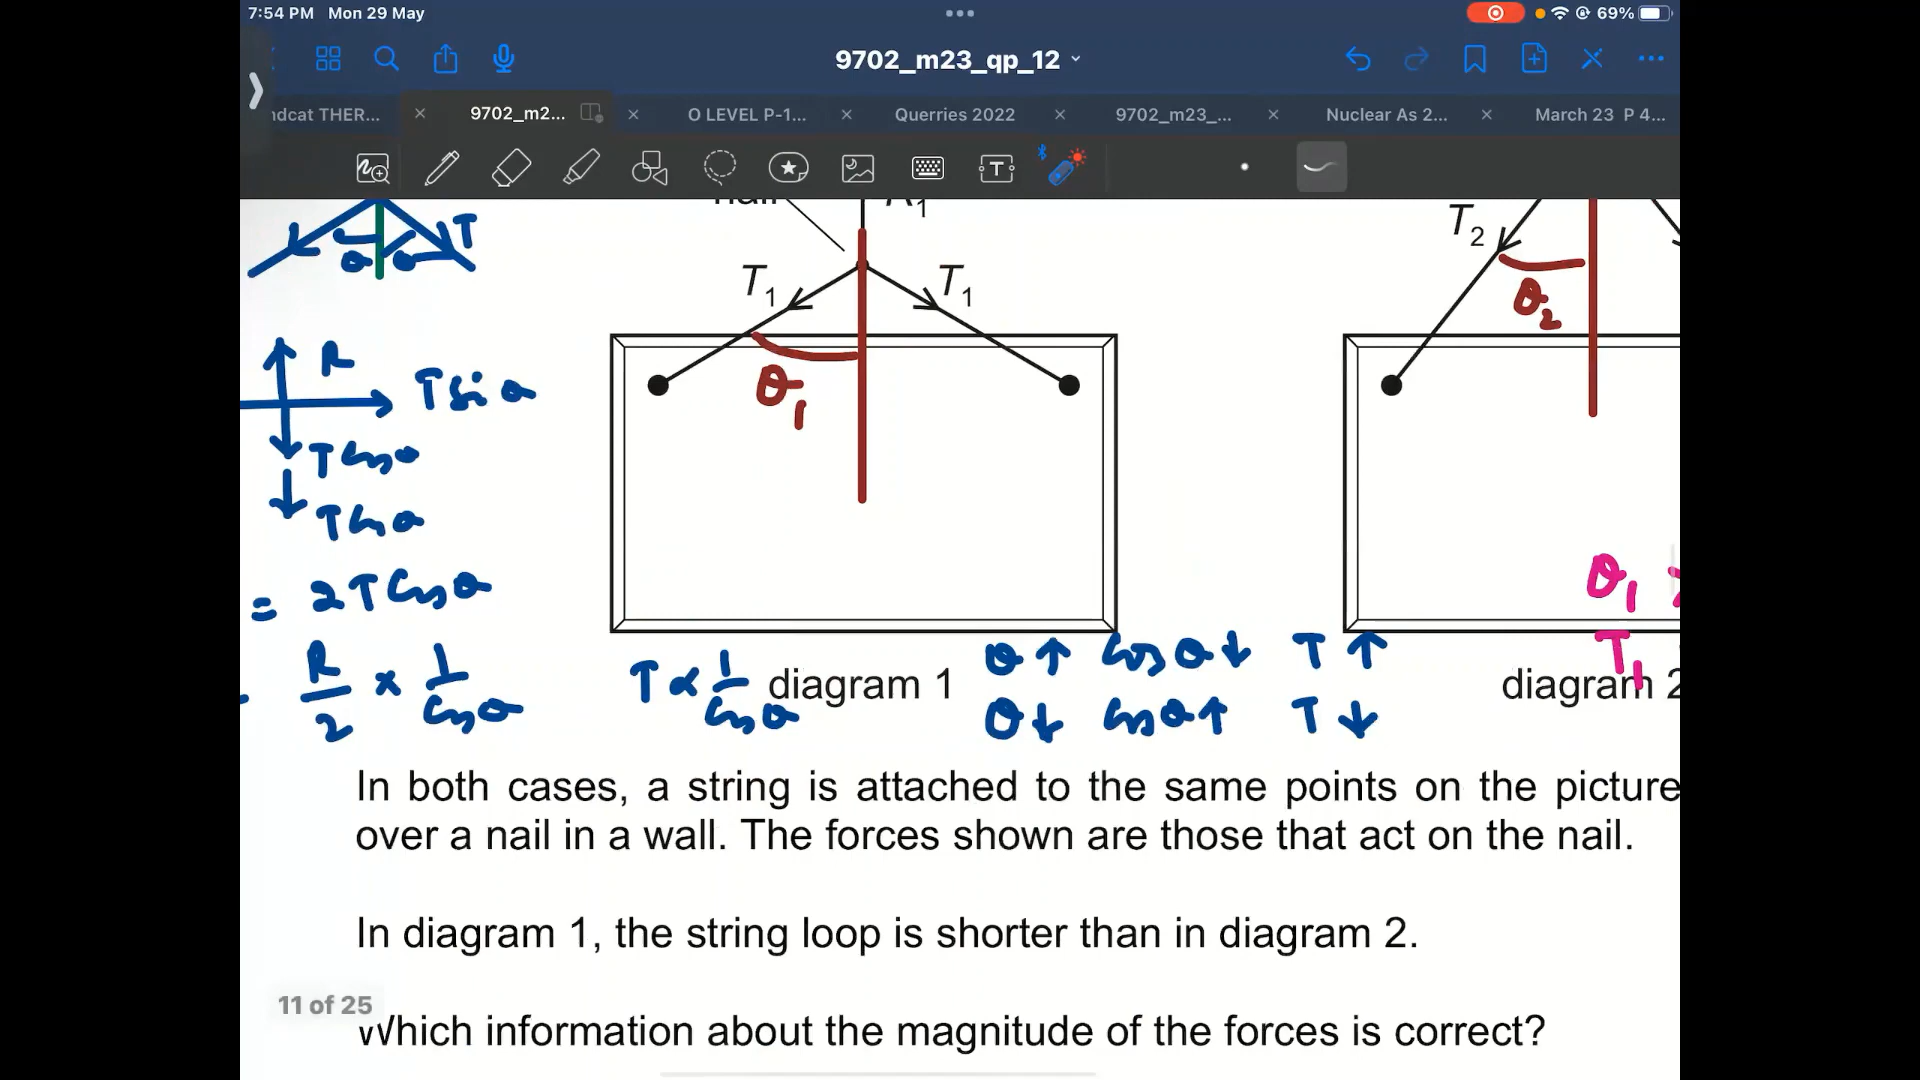 7:54 PM Mon 29 May
69%
9702_m23_qp_12
ndcat THER...
9702_m2...
O LEVEL P-1...
Querries 2022
9702_m23_...
Nuclear As 2...
March 23 P 4...
T
θ θ
T1 T1
T2
θ2
θ1
R
T sin θ
T cos θ
T cos θ
= 2T cos θ
R/2 × 1/cos θ
T ∝ 1/cos θ
diagram 1
θ ↑ cos θ ↓ T ↑
θ ↓ cos θ ↑ T ↓
θ1
T1
diagram 2
In both cases, a string is attached to the same points on the picture
over a nail in a wall. The forces shown are those that act on the nail.
In diagram 1, the string loop is shorter than in diagram 2.
11 of 25
Which information about the magnitude of the forces is correct?